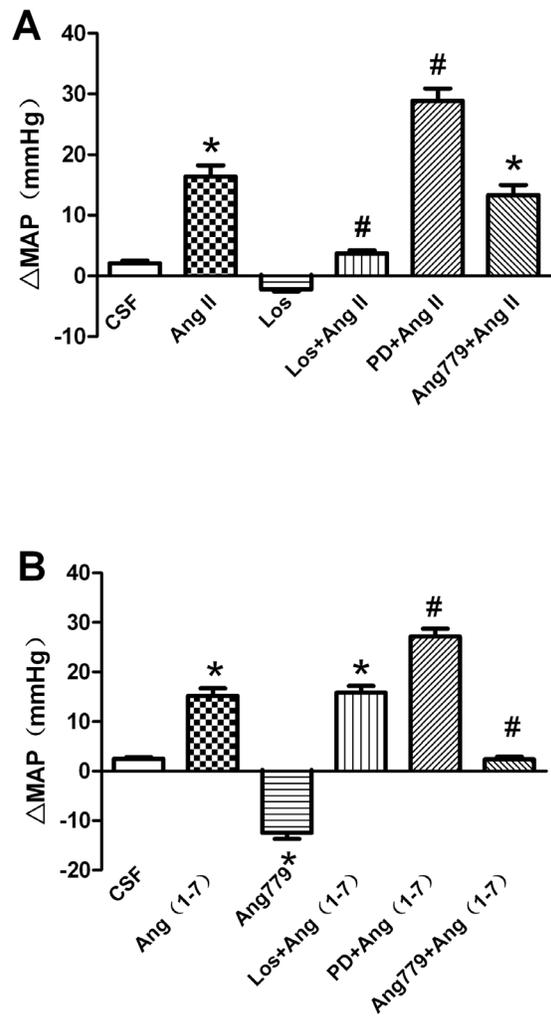 A
△MAP（mmHg）
40
30
20
10
0
-10
*
#
#
*
CSF
Ang II
Los
Los+Ang II
PD+Ang II
Ang779+Ang II
B
△MAP（mmHg）
40
30
20
10
0
-10
-20
*
*
#
#
*
CSF
Ang（1-7）
Ang779
Los+Ang（1-7）
PD+Ang（1-7）
Ang779+Ang（1-7）